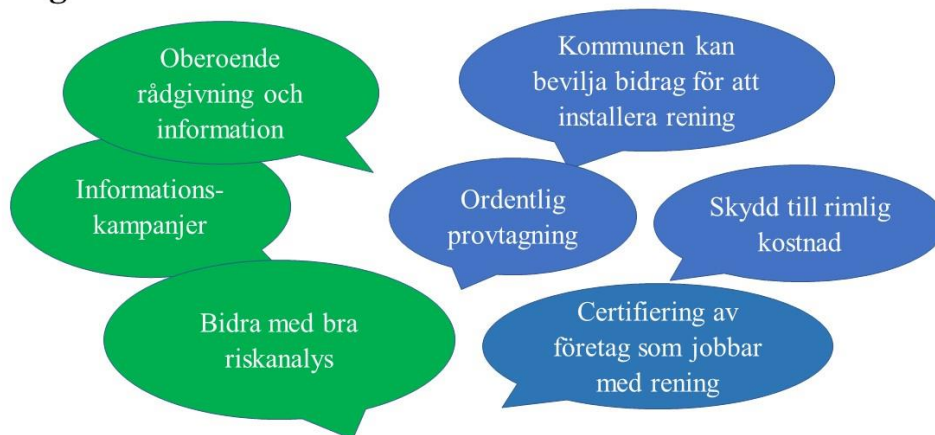 Oberoende
rådgivning och
information
Informations-
kampanjer
Bidra med bra
riskanalys
Kommunen kan
bevilja bidrag för att
installera rening
Ordentlig
provtagning
Skydd till rimlig
kostnad
Certifiering av
företag som jobbar
med rening